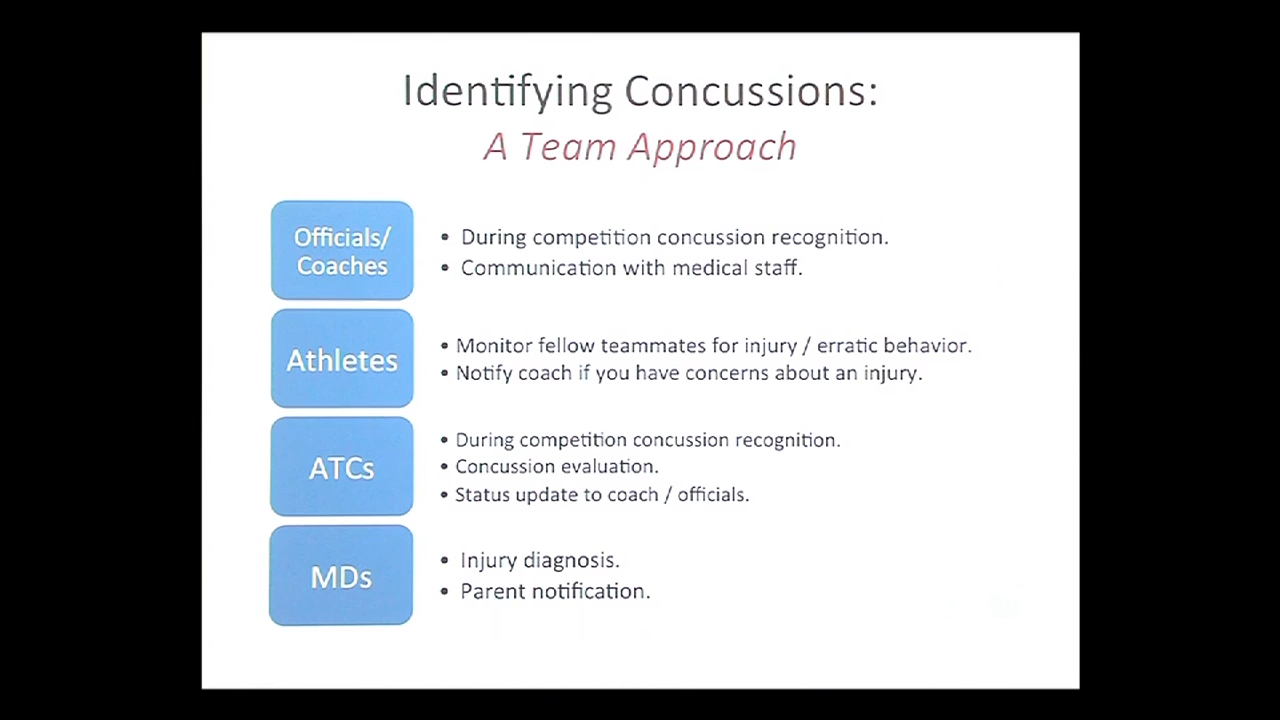 Identifying Concussions:
A Team Approach
Officials/
Coaches
• During competition concussion recognition.
• Communication with medical staff.
Athletes
• Monitor fellow teammates for injury / erratic behavior.
• Notify coach if you have concerns about an injury.
ATCs
• During competition concussion recognition.
• Concussion evaluation.
• Status update to coach / officials.
MDs
• Injury diagnosis.
• Parent notification.